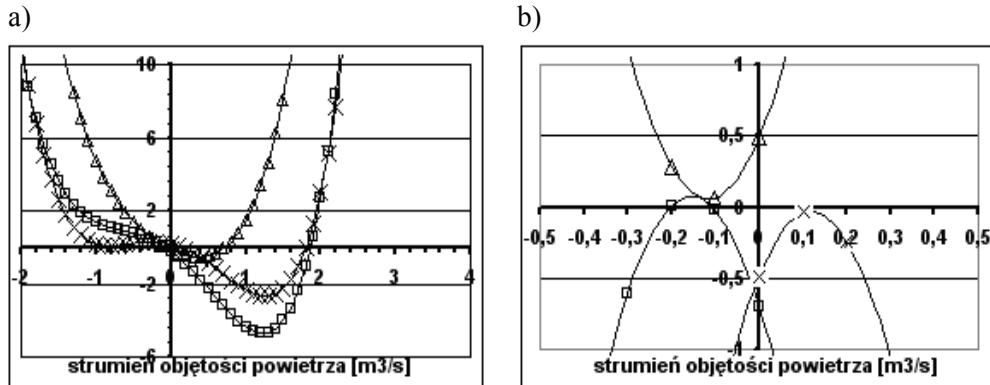 a)
b)
10
6
2
-2 -1 0 1 2 3 4
-2
-6
strumień objętości powietrza [m3/s]
1
0,5
0
-0,5 -0,4 -0,3 -0,2 -0,1 0 0,1 0,2 0,3 0,4 0,5
-0,5
-1
strumień objętości powietrza [m3/s]